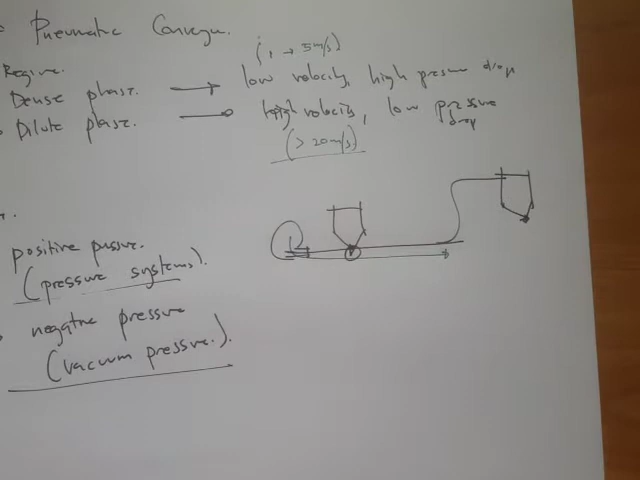 Pneumatic Conveyor.
Regime.
(1 → 5 m/s)
Dense phase. → low velocity, high pressure drop
Dilute phase. → high velocity, low pressure drop
(> 20 m/s)
positive pressure.
(pressure systems).
negative pressure
(vacuum pressure.).